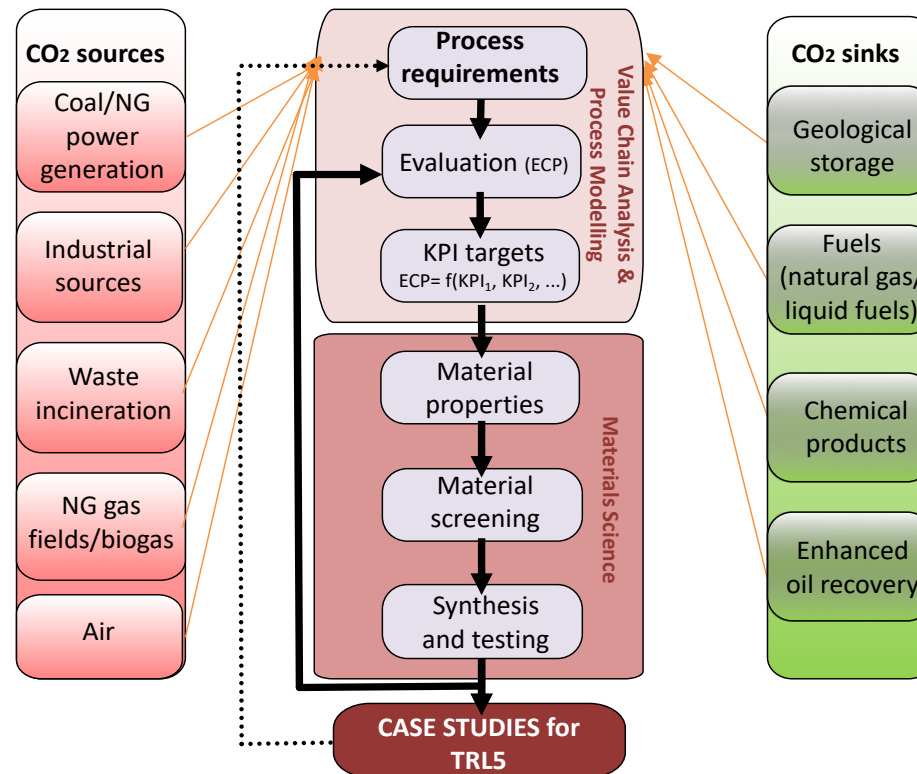 CO2 sources
Coal/NG
power
generation
Industrial
sources
Waste
incineration
NG gas
fields/biogas
Air
Process
requirements
Evaluation (ECP)
KPI targets
ECP= f(KPI1, KPI2, ...)
Value Chain Analysis &
Process Modelling
Material
properties
Material
screening
Synthesis
and testing
Materials Science
CASE STUDIES for
TRL5
CO2 sinks
Geological
storage
Fuels
(natural gas/
liquid fuels)
Chemical
products
Enhanced
oil recovery